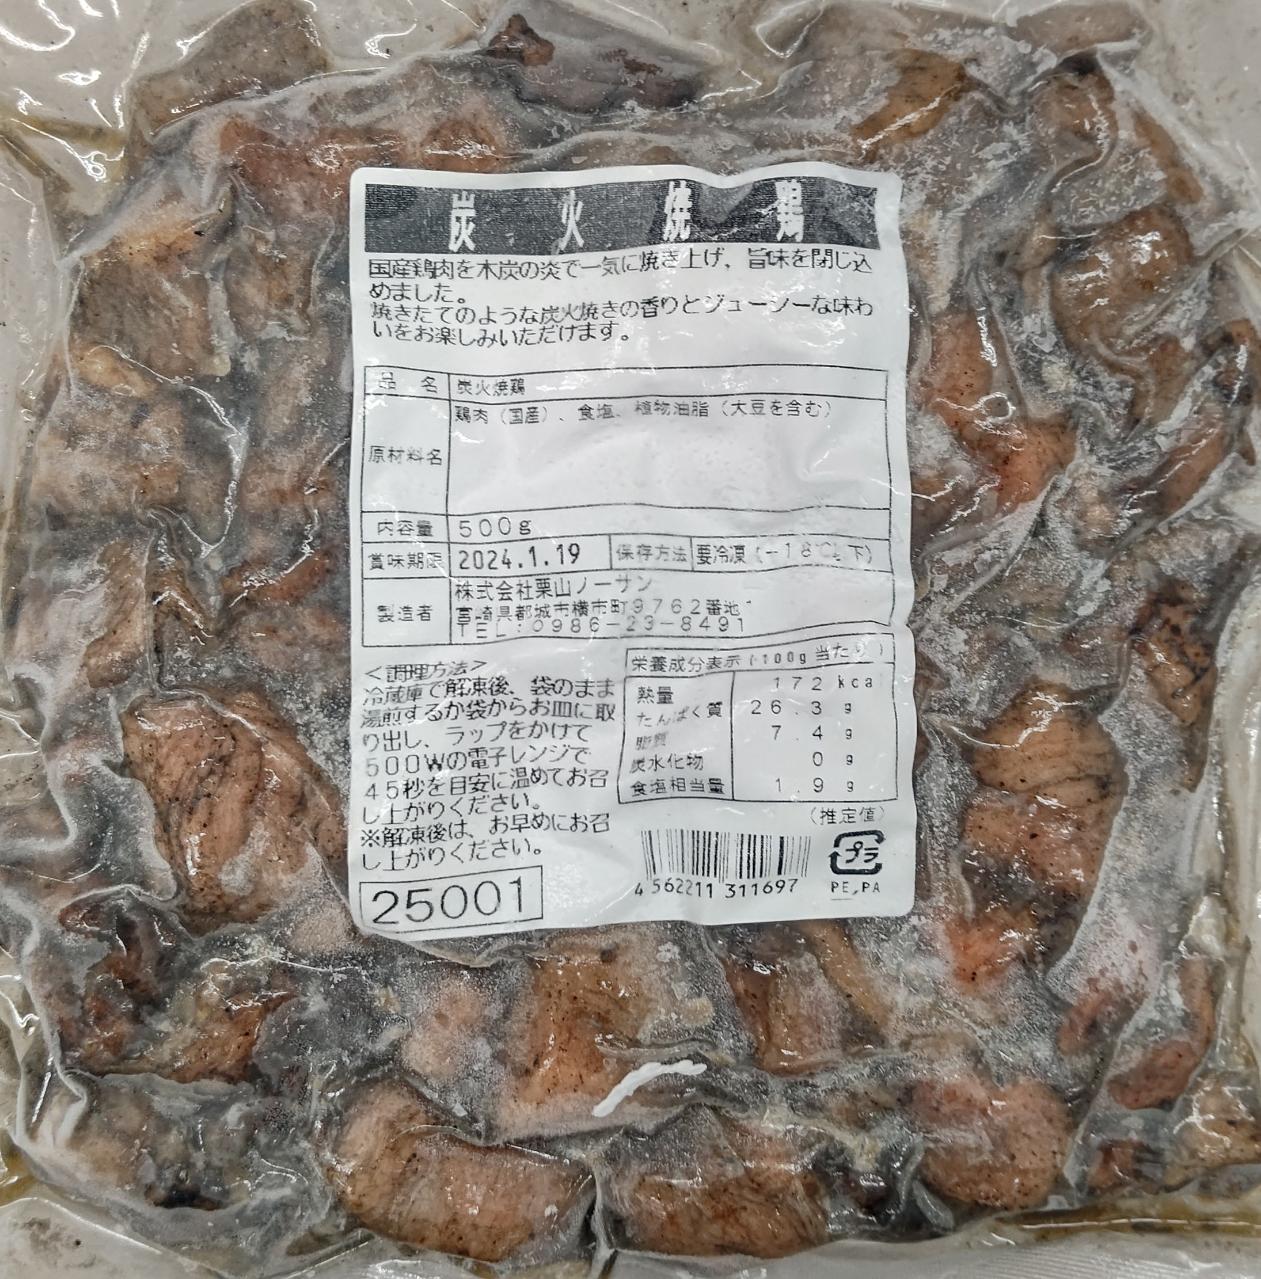 炭火焼鶏
国産鶏肉を木炭の炎で一気に焼き上げ、旨味を閉じ込
めました。
焼きたてのような炭火焼きの香りとジューシーな味わ
いをお楽しみいただけます。
品名 炭火焼鶏
原材料名 鶏肉（国産）、食塩、植物油脂（大豆を含む）
内容量 500g
賞味期限 2024.1.19 保存方法 要冷凍（-18℃以下）
製造者 株式会社栗山ノーサン
宮崎県都城市横市町9762番地
TEL:0986-23-8491
＜調理方法＞
冷蔵庫で解凍後、袋のまま
湯煎するか袋からお皿に取
り出し、ラップをかけて
500Wの電子レンジで
45秒を目安に温めてお召
し上がりください。
※解凍後は、お早めにお召
し上がりください。
25001
栄養成分表示（100g当たり）
熱量 172 kcal
たんぱく質 26.3 g
脂質 7.4 g
炭水化物 0 g
食塩相当量 1.9 g
（推定値）
4 562211 311697
プラ
PE,PA